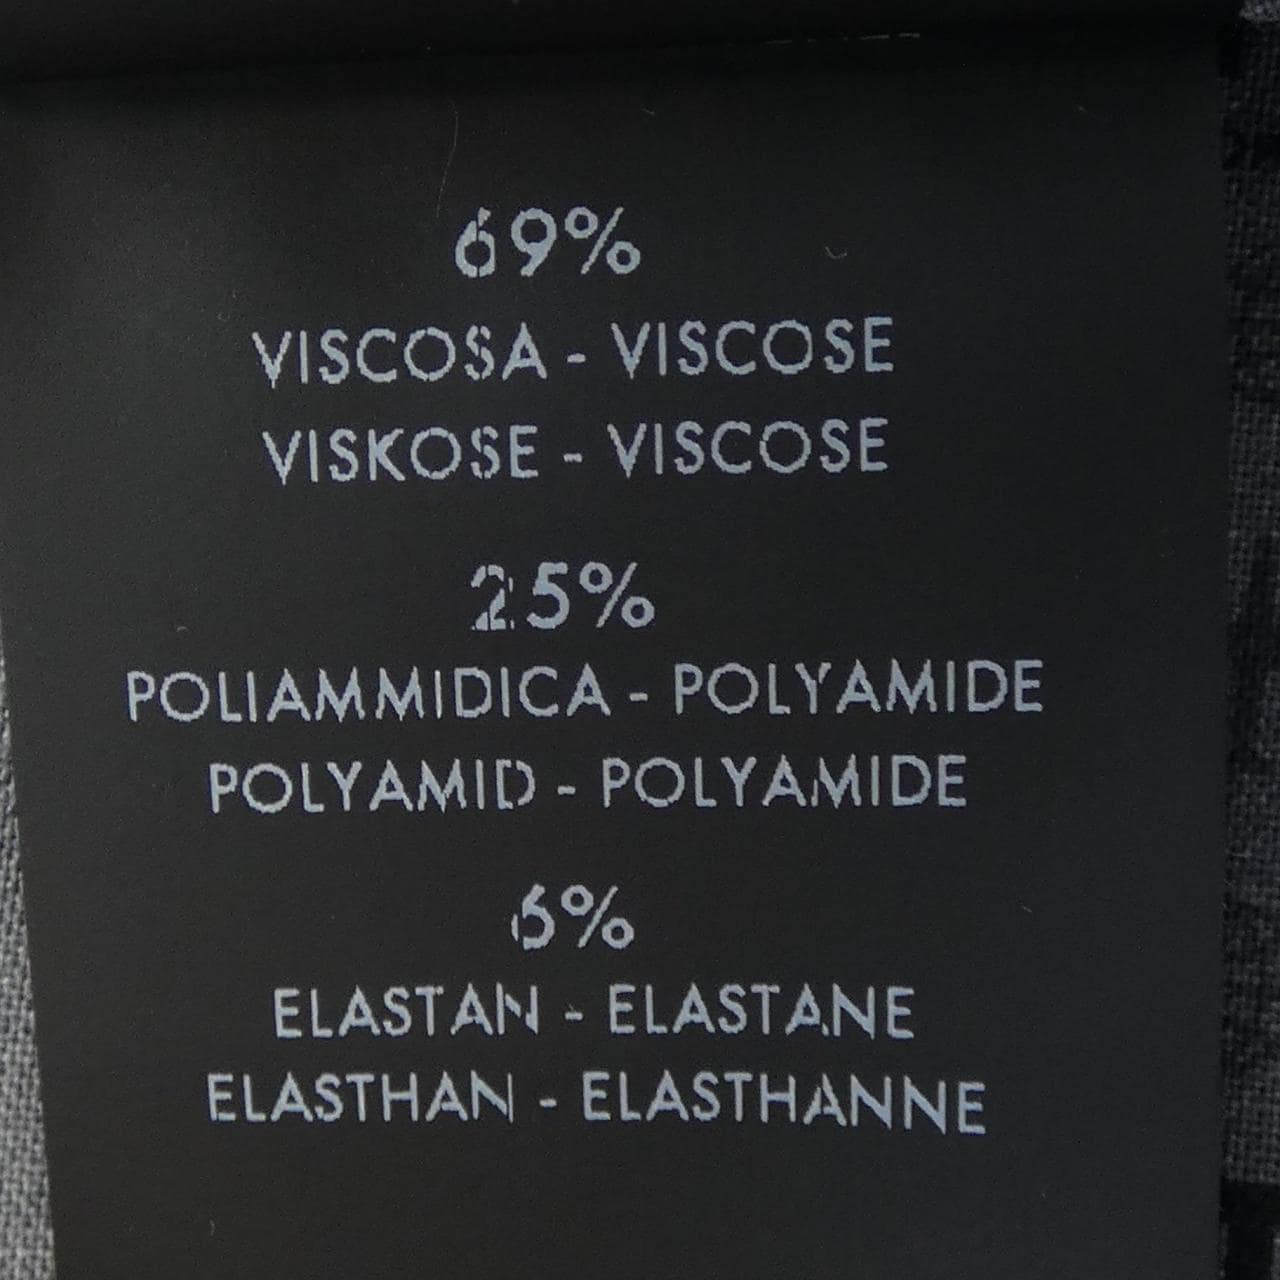 69%
VISCOSA - VISCOSE
VISKOSE - VISCOSE
25%
POLIAMMIDICA - POLYAMIDE
POLYAMID - POLYAMIDE
6%
ELASTAN - ELASTANE
ELASTHAN - ELASTHANNE